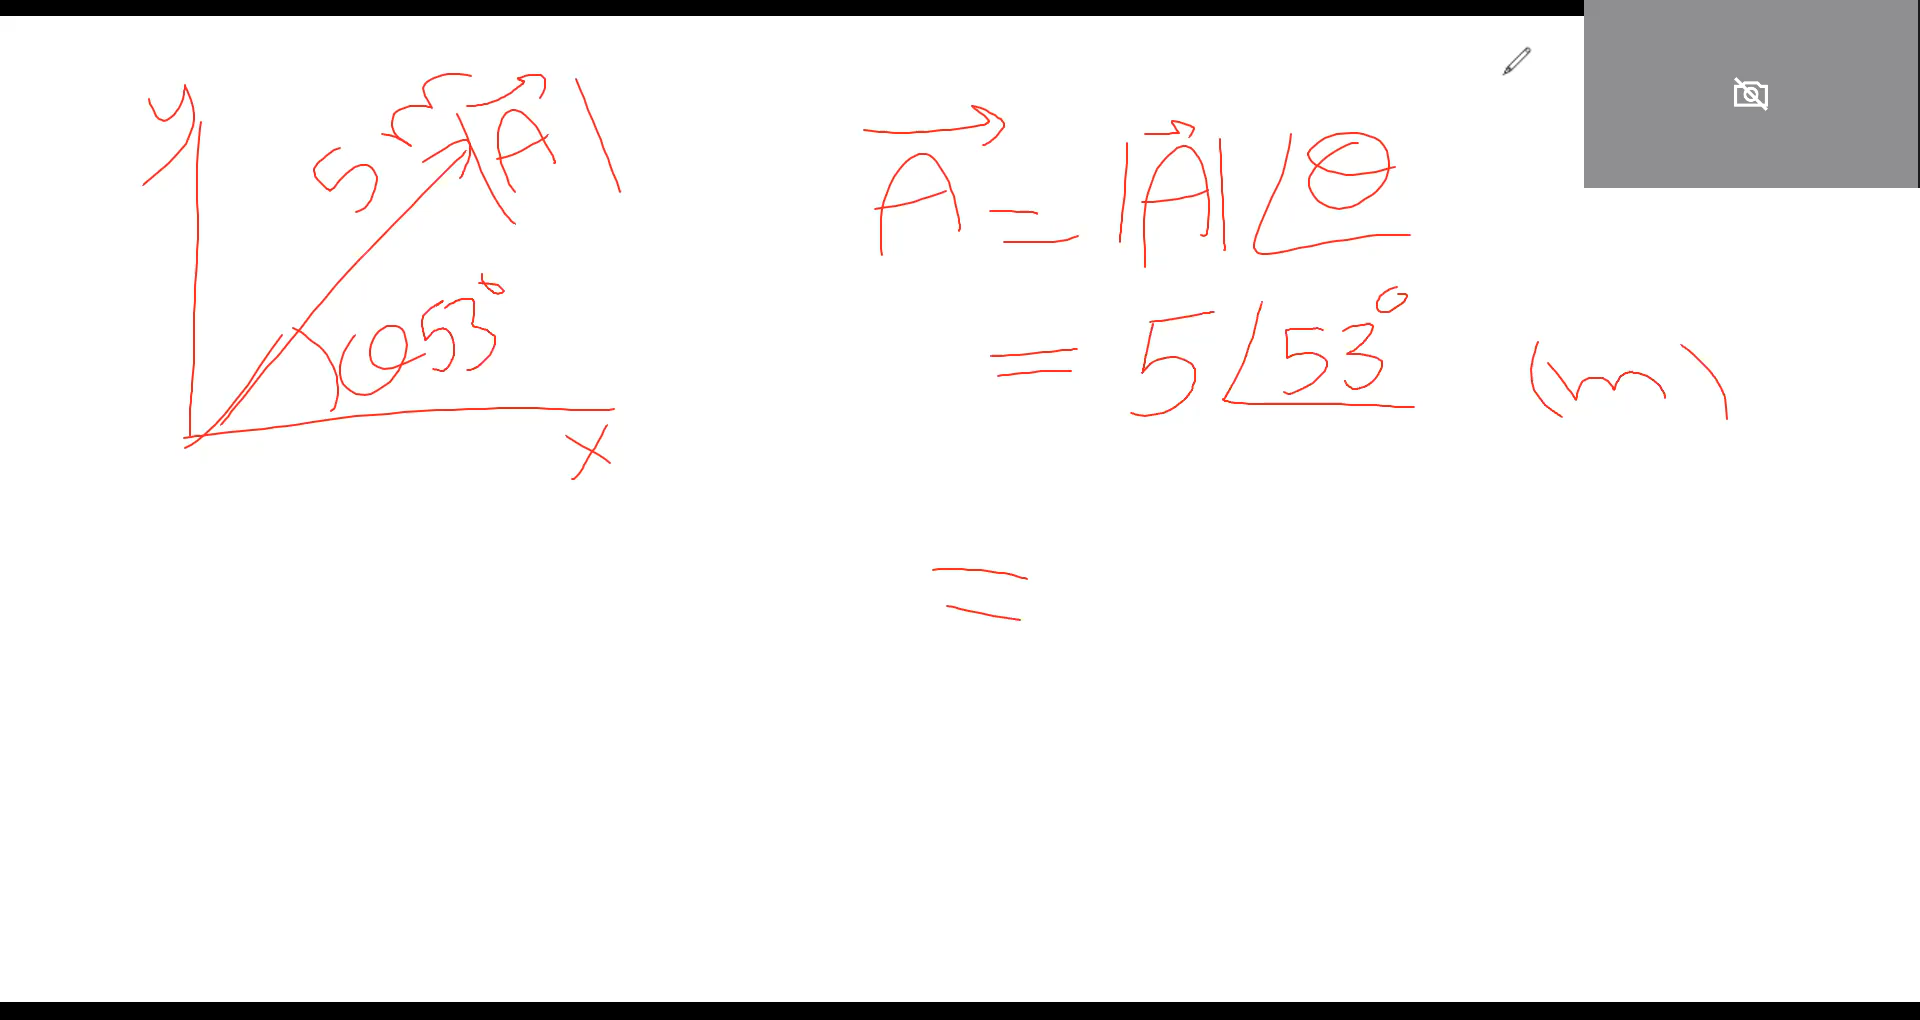 y
5 m |A⃗|
θ 53°
x
A⃗ = |A⃗| ∠θ
= 5 ∠53° (m)
=